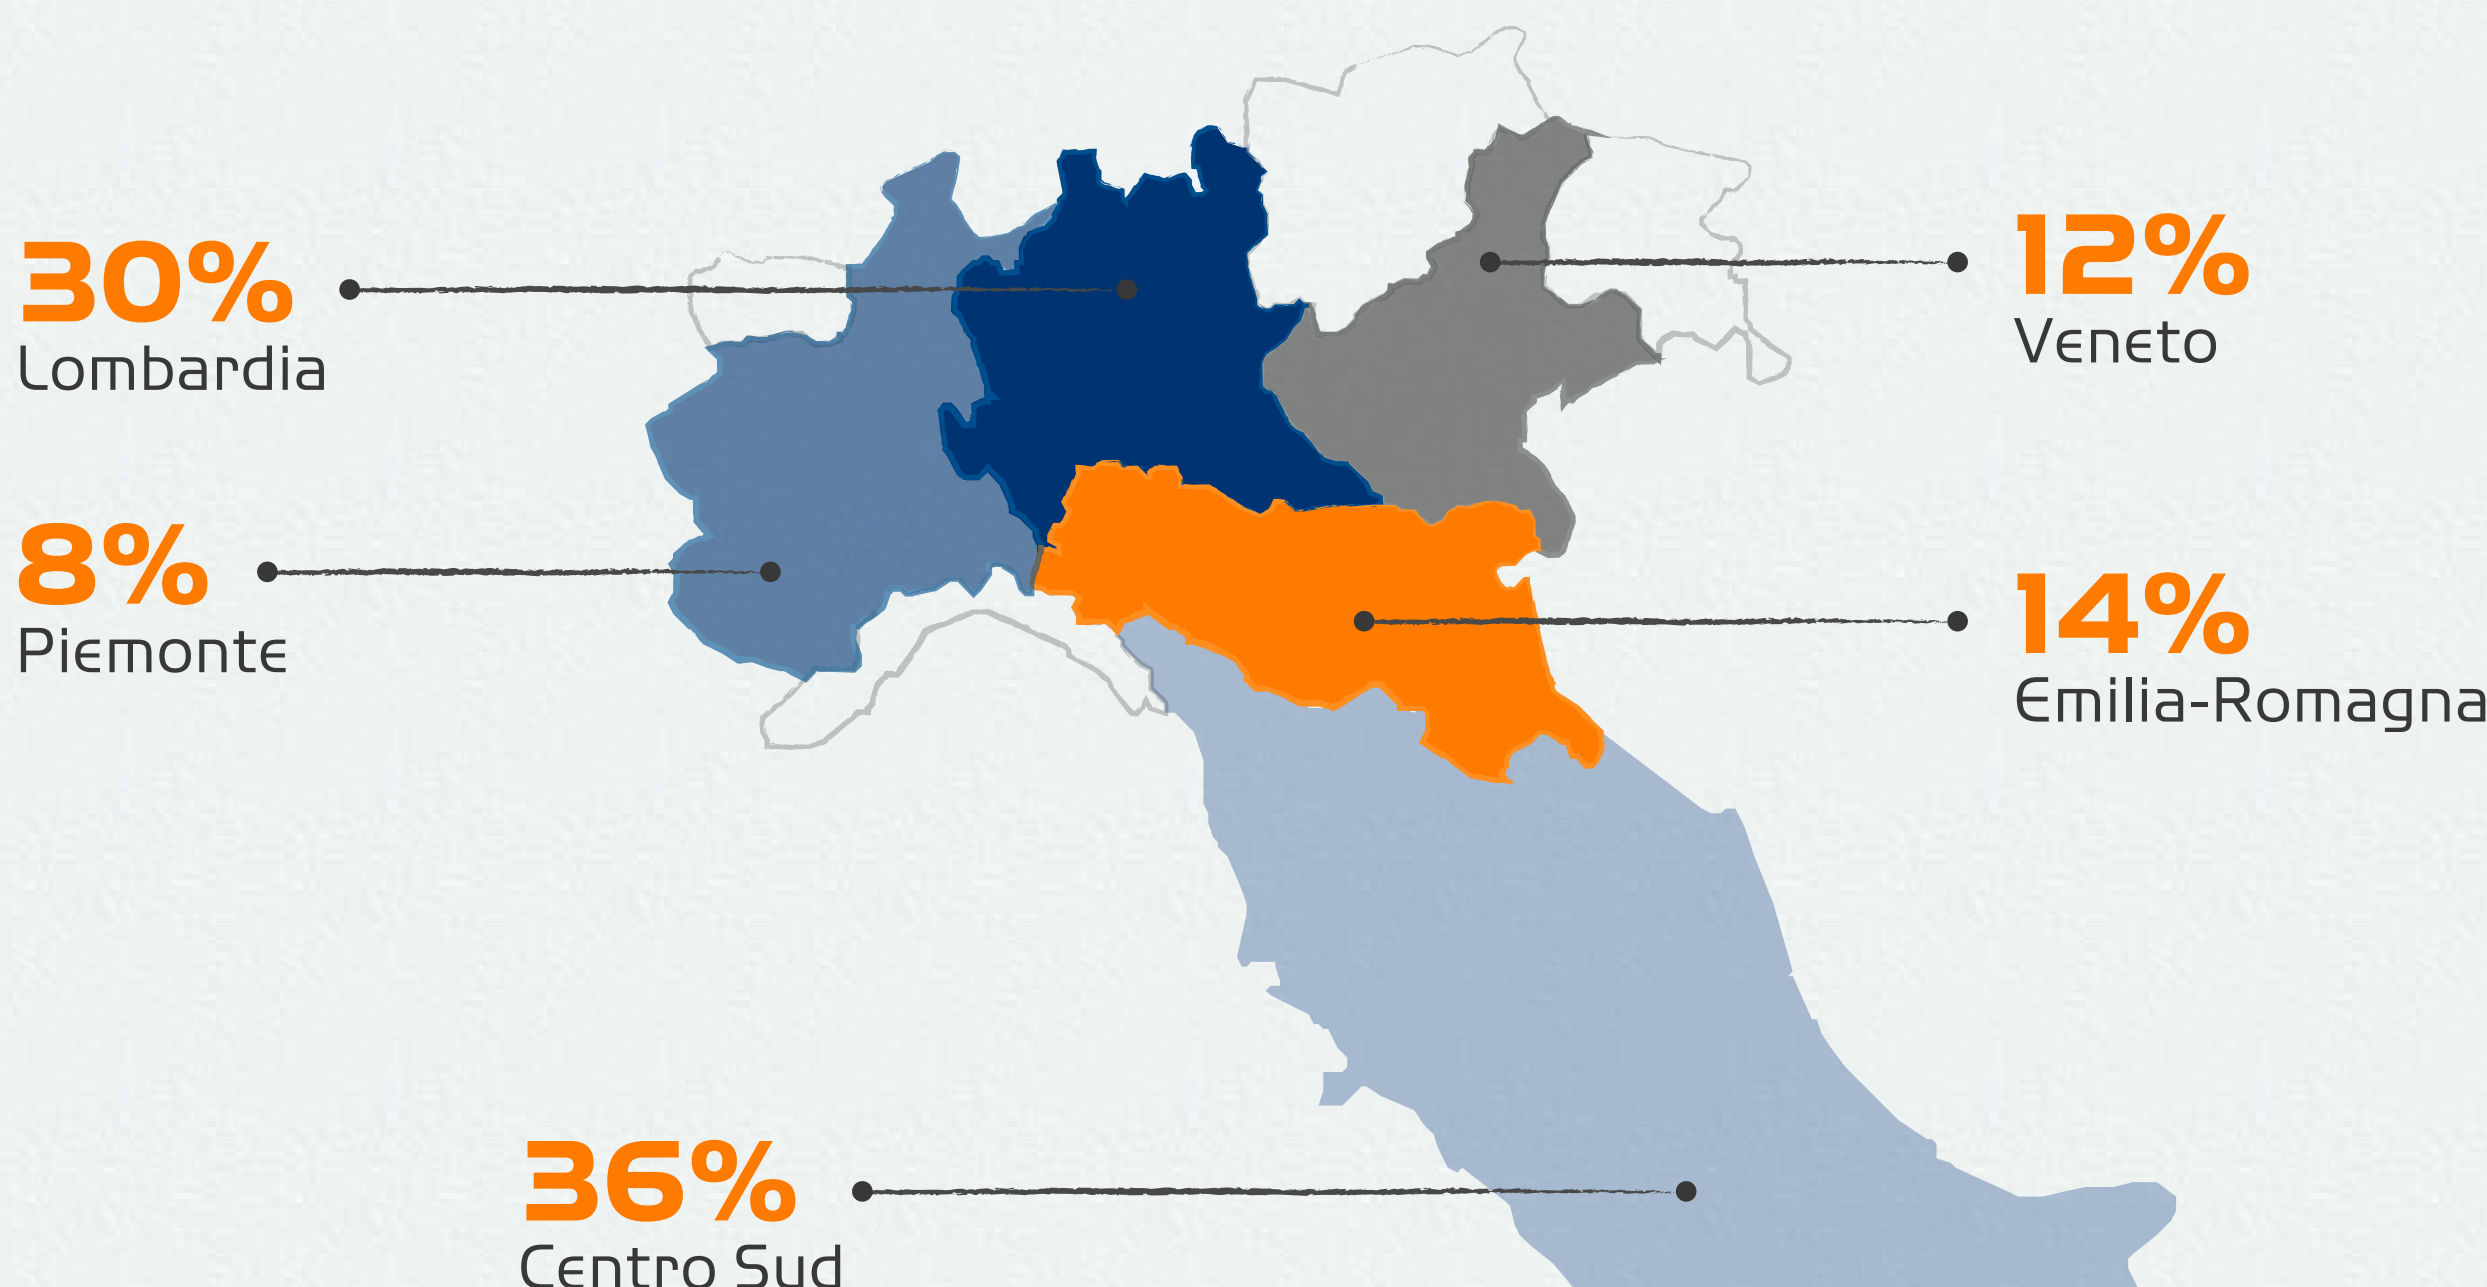 30%
Lombardia
12%
Veneto
8%
Piemonte
14%
Emilia-Romagna
36%
Centro Sud